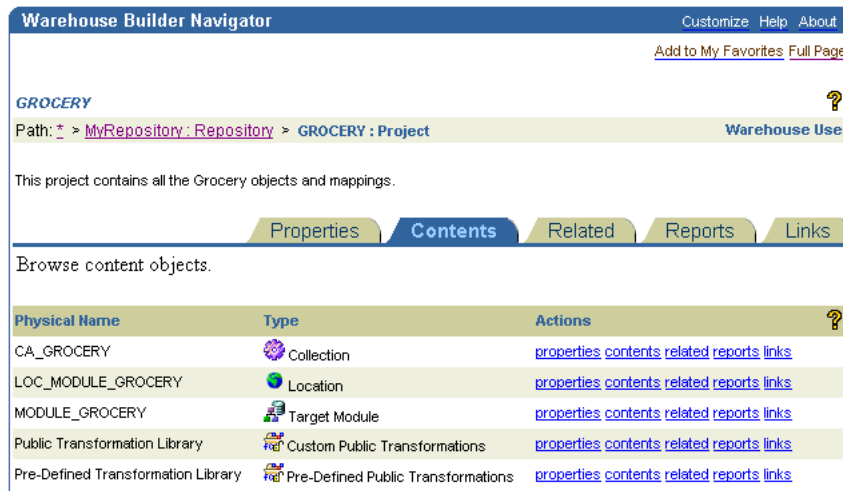 Warehouse Builder Navigator Customize Help About
Add to My Favorites Full Page
GROCERY ?
Path: * > MyRepository : Repository > GROCERY : Project Warehouse Use
This project contains all the Grocery objects and mappings.
Properties Contents Related Reports Links
Browse content objects.
Physical Name Type Actions ?
CA_GROCERY Collection properties contents related reports links
LOC_MODULE_GROCERY Location properties contents related reports links
MODULE_GROCERY Target Module properties contents related reports links
Public Transformation Library Custom Public Transformations properties contents related reports links
Pre-Defined Transformation Library Pre-Defined Public Transformations properties contents related reports links